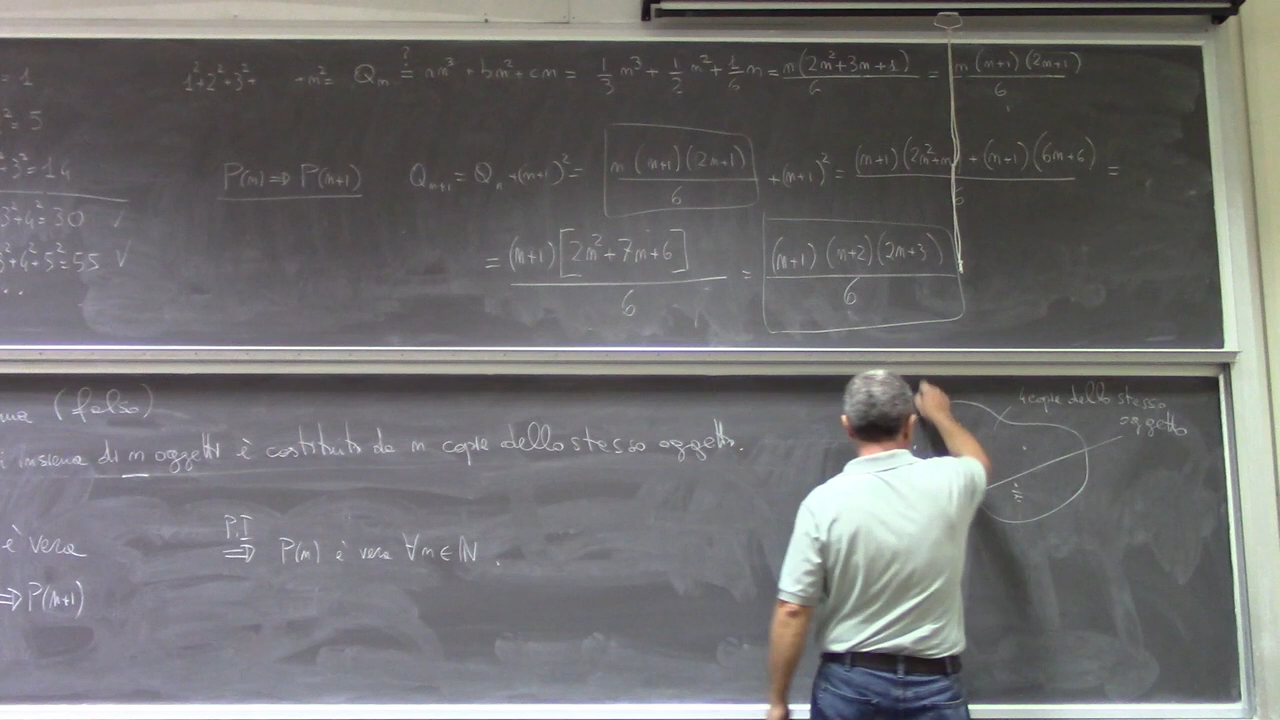 = 1
1²+2²+3²+ +n²= Qn ≟ an³ + bn² + cn = 1/3 n³ + 1/2 n² + 1/6 n = n(2n²+3n+1)/6 = n(n+1)(2n+1)/6
² = 5
+3² = 14
P(n) ⇒ P(n+1)
Qn+1 = Qn + (n+1)² = n(n+1)(2n+1)/6 + (n+1)² = (n+1)(2n²+n) + (n+1)(6n+6)/6 =
3²+4²=30 √
3²+4²+5²=55 √
= (n+1)[2n²+7n+6]/6 = (n+1)(n+2)(2n+3)/6
...
ma (falso)
i insieme di n oggetti è costituito da n copie dello stesso oggetto.
è vera
⇒ P(n+1)
P.I
⇒ P(n) è vera ∀n∈ℕ.
copie dello stesso
oggetto